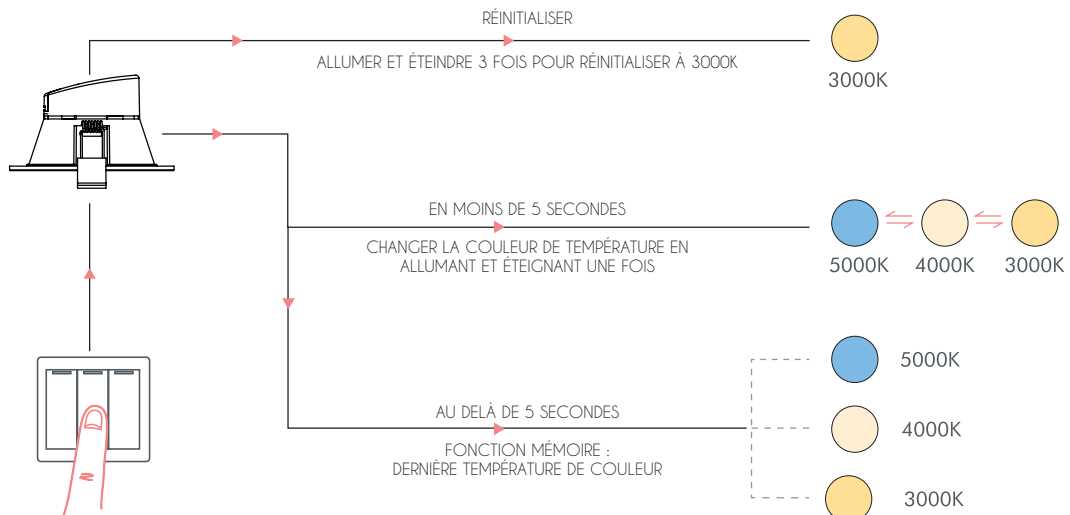 RÉINITIALISER
ALLUMER ET ÉTEINDRE 3 FOIS POUR RÉINITIALISER À 3000K
3000K
EN MOINS DE 5 SECONDES
CHANGER LA COULEUR DE TEMPÉRATURE EN
ALLUMANT ET ÉTEIGNANT UNE FOIS
5000K 4000K 3000K
5000K
AU DELÀ DE 5 SECONDES
4000K
FONCTION MÉMOIRE :
DERNIÈRE TEMPÉRATURE DE COULEUR
3000K